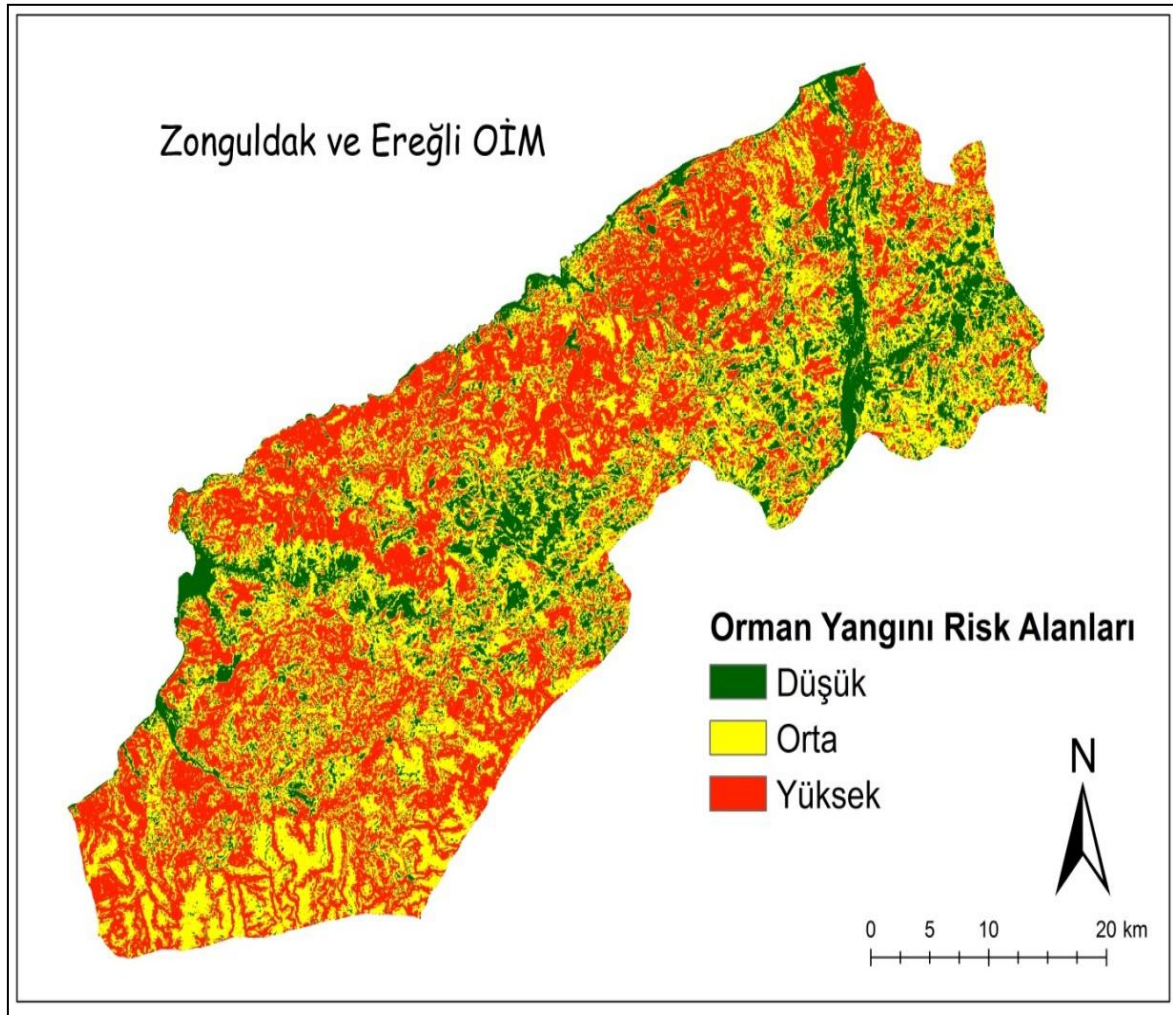 Zonguldak ve Ereğli OİM
Orman Yangını Risk Alanları
Düşük
Orta
Yüksek
N
0 5 10 20 km